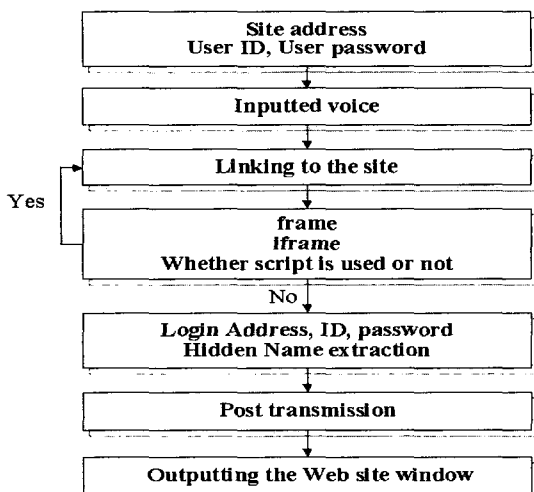 Site address
User ID, User password
Inputted voice
Linking to the site
Yes
frame
iframe
Whether script is used or not
No
Login Address, ID, password
Hidden Name extraction
Post transmission
Outputting the Web site window